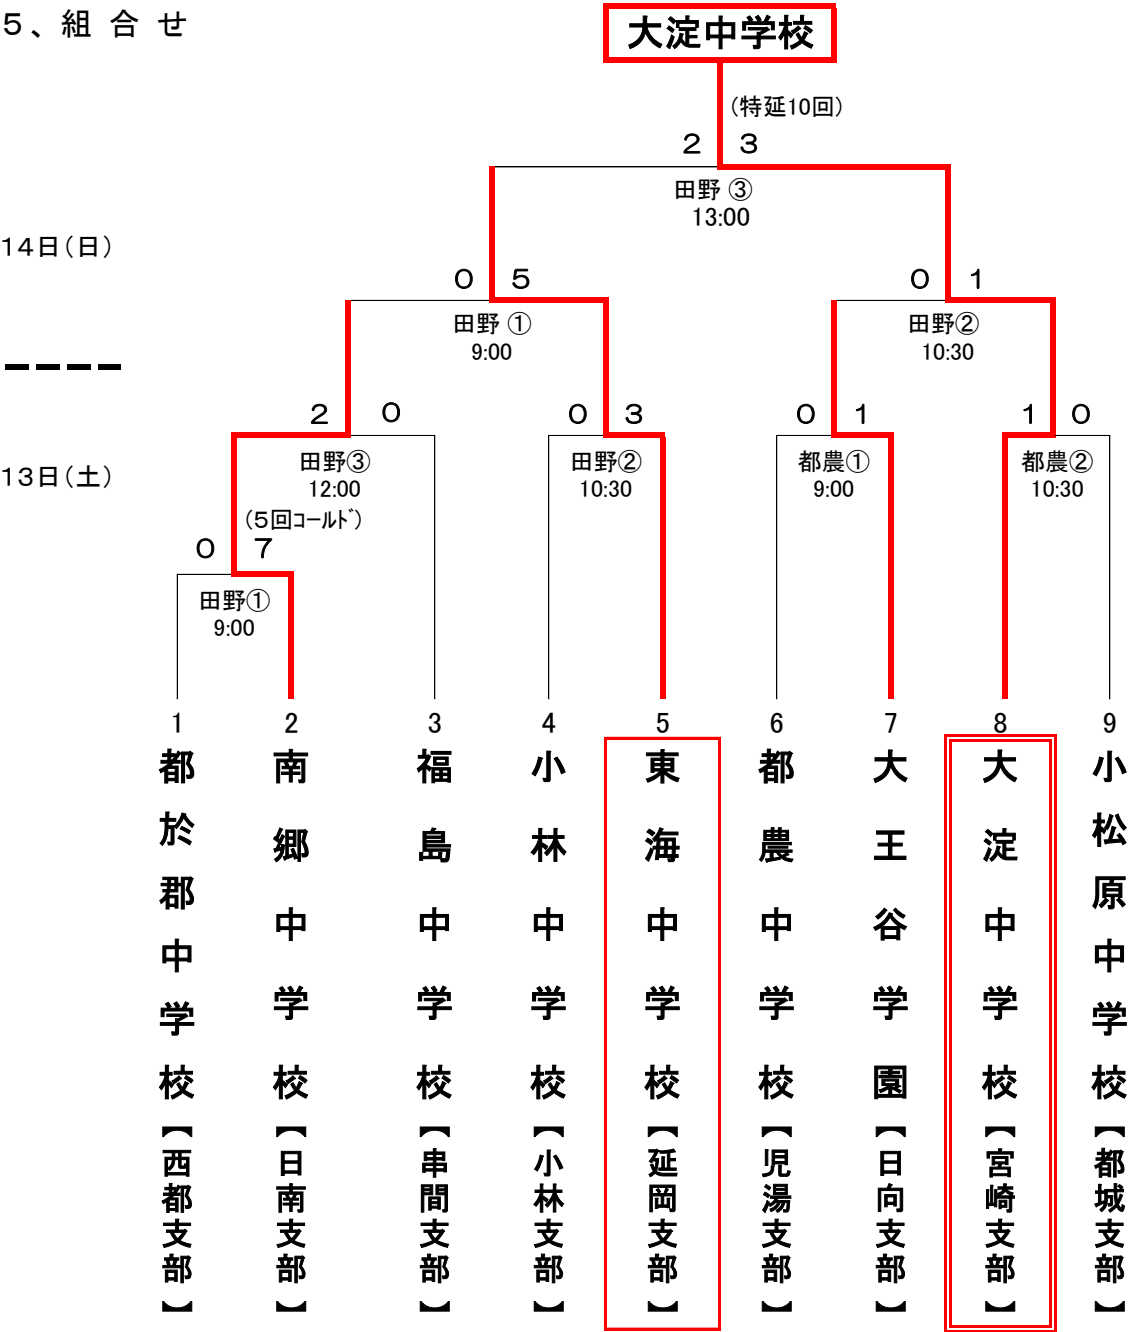 5、組 合 せ
大淀中学校
(特延10回)
2 3
田野 ③
13:00
14日(日)
0 5
0 1
田野 ①
9:00
田野②
10:30
2 0
0 3
0 1
1 0
13日(土)
田野③
12:00
田野②
10:30
都農①
9:00
都農②
10:30
(5回ｺｰﾙﾄﾞ)
0 7
田野①
9:00
1 2 3 4 5 6 7 8 9
都於郡中学校【西都支部】
南郷中学校【日南支部】
福島中学校【串間支部】
小林中学校【小林支部】
東海中学校【延岡支部】
都農中学校【児湯支部】
大王谷学園【日向支部】
大淀中学校【宮崎支部】
小松原中学校【都城支部】